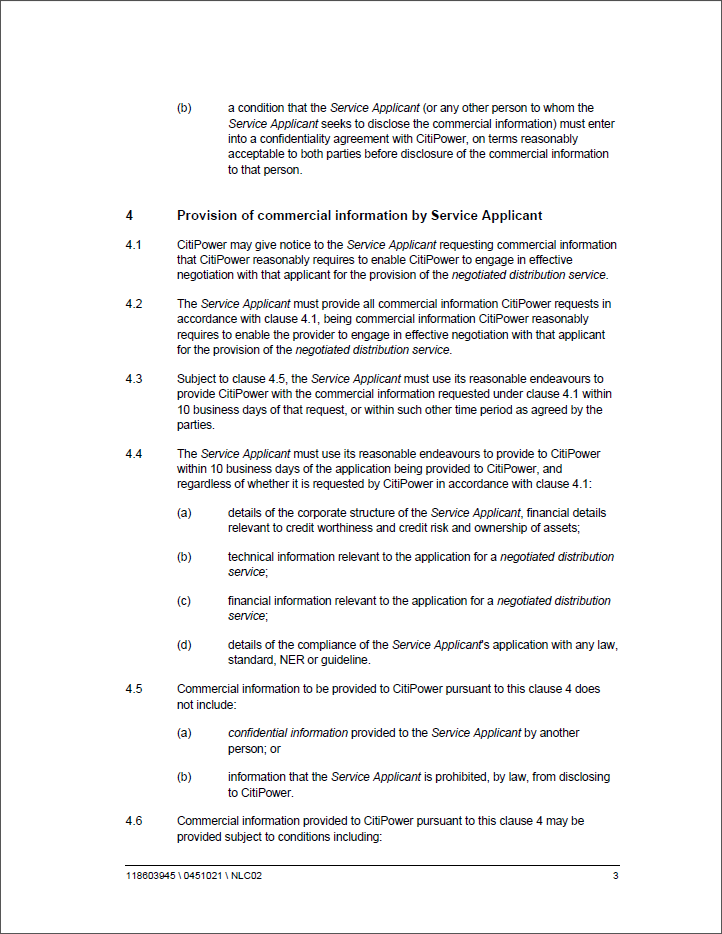 (b) a condition that the Service Applicant (or any other person to whom the
Service Applicant seeks to disclose the commercial information) must enter
into a confidentiality agreement with CitiPower, on terms reasonably
acceptable to both parties before disclosure of the commercial information
to that person.
4 Provision of commercial information by Service Applicant
4.1 CitiPower may give notice to the Service Applicant requesting commercial information
that CitiPower reasonably requires to enable CitiPower to engage in effective
negotiation with that applicant for the provision of the negotiated distribution service.
4.2 The Service Applicant must provide all commercial information CitiPower requests in
accordance with clause 4.1, being commercial information CitiPower reasonably
requires to enable the provider to engage in effective negotiation with that applicant
for the provision of the negotiated distribution service.
4.3 Subject to clause 4.5, the Service Applicant must use its reasonable endeavours to
provide CitiPower with the commercial information requested under clause 4.1 within
10 business days of that request, or within such other time period as agreed by the
parties.
4.4 The Service Applicant must use its reasonable endeavours to provide to CitiPower
within 10 business days of the application being provided to CitiPower, and
regardless of whether it is requested by CitiPower in accordance with clause 4.1:
(a) details of the corporate structure of the Service Applicant, financial details
relevant to credit worthiness and credit risk and ownership of assets;
(b) technical information relevant to the application for a negotiated distribution
service;
(c) financial information relevant to the application for a negotiated distribution
service;
(d) details of the compliance of the Service Applicant's application with any law,
standard, NER or guideline.
4.5 Commercial information to be provided to CitiPower pursuant to this clause 4 does
not include:
(a) confidential information provided to the Service Applicant by another
person; or
(b) information that the Service Applicant is prohibited, by law, from disclosing
to CitiPower.
4.6 Commercial information provided to CitiPower pursuant to this clause 4 may be
provided subject to conditions including:
118603945 \ 0451021 \ NLC02 3